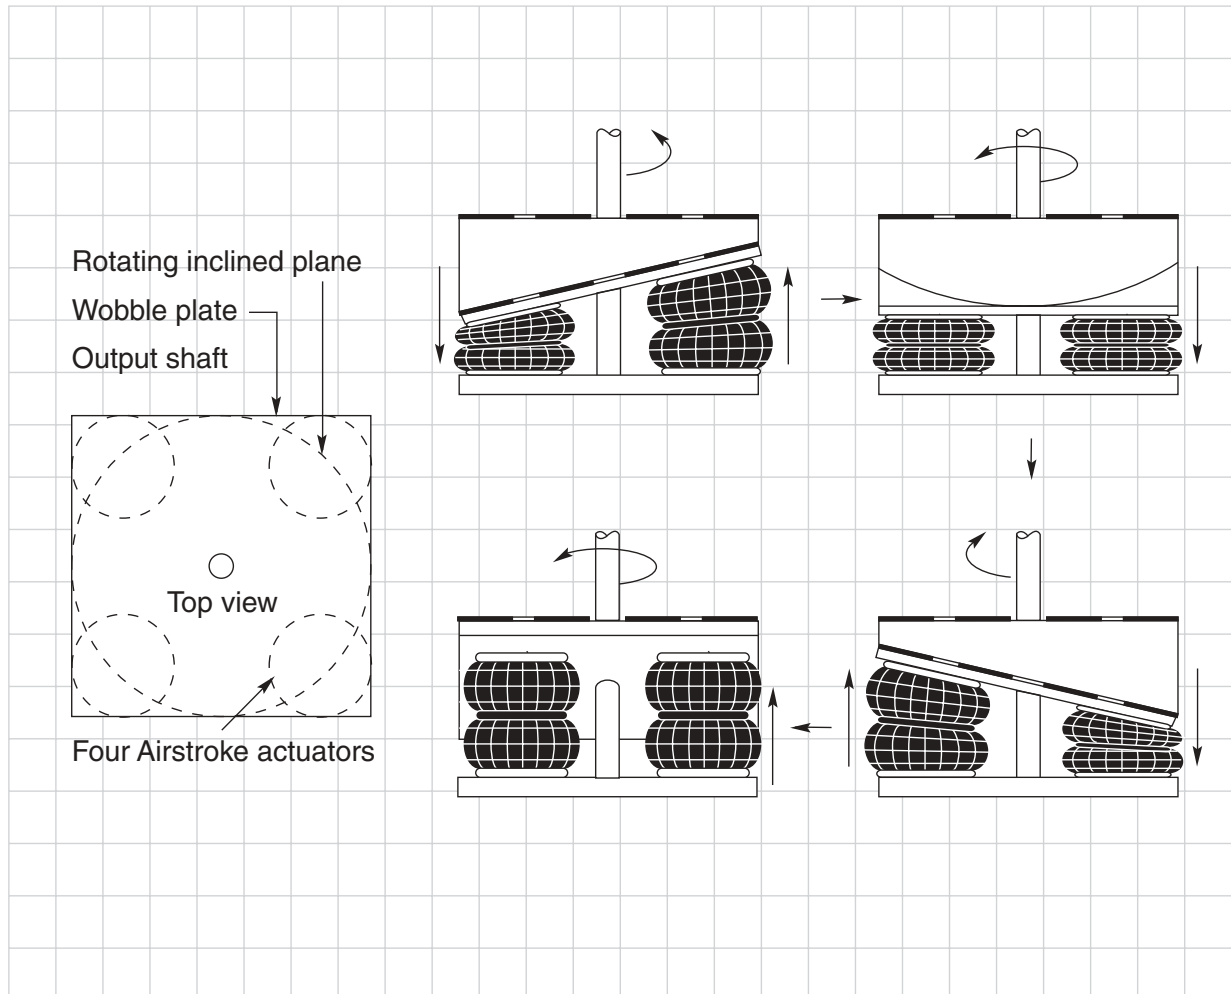 Rotating inclined plane
Wobble plate
Output shaft
Top view
Four Airstroke actuators